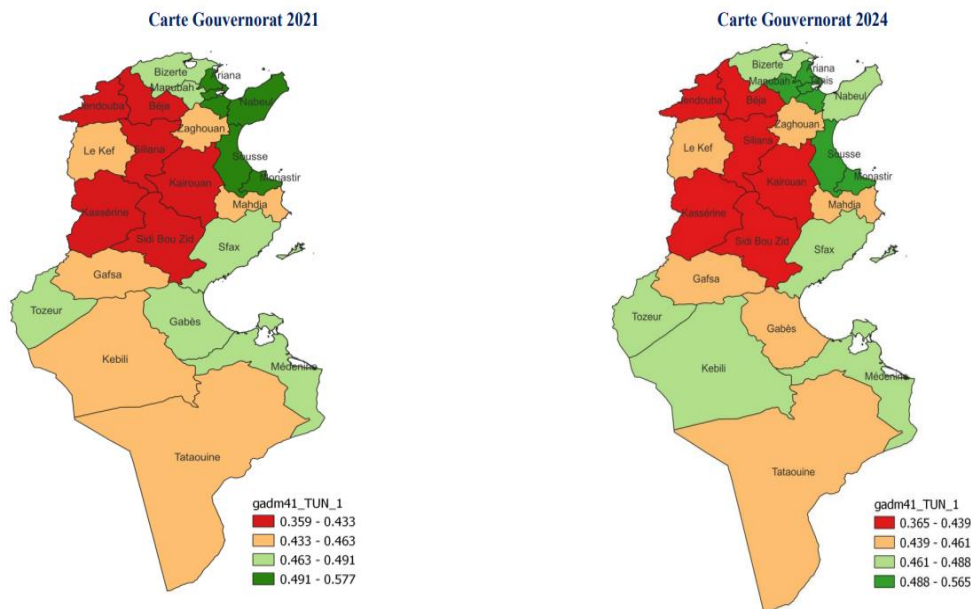 Carte Gouvernorat 2021
Bizerte
Ariana
Manubah
Nabeul
Jendouba
Béja
Zaghouan
Le Kef
Siliana
Sousse
Kairouan
Monastir
Mahdia
Kassérine
Sidi Bou Zid
Sfax
Gafsa
Tozeur
Gabès
Kebili
Médenine
Tataouine
gadm41_TUN_1
0.359 - 0.433
0.433 - 0.463
0.463 - 0.491
0.491 - 0.577
Carte Gouvernorat 2024
Bizerte
Ariana
Manubah
Tunis
Nabeul
Jendouba
Béja
Zaghouan
Le Kef
Siliana
Sousse
Kairouan
Monastir
Mahdia
Kassérine
Sidi Bou Zid
Sfax
Gafsa
Tozeur
Gabès
Kebili
Médenine
Tataouine
gadm41_TUN_1
0.365 - 0.439
0.439 - 0.461
0.461 - 0.488
0.488 - 0.565